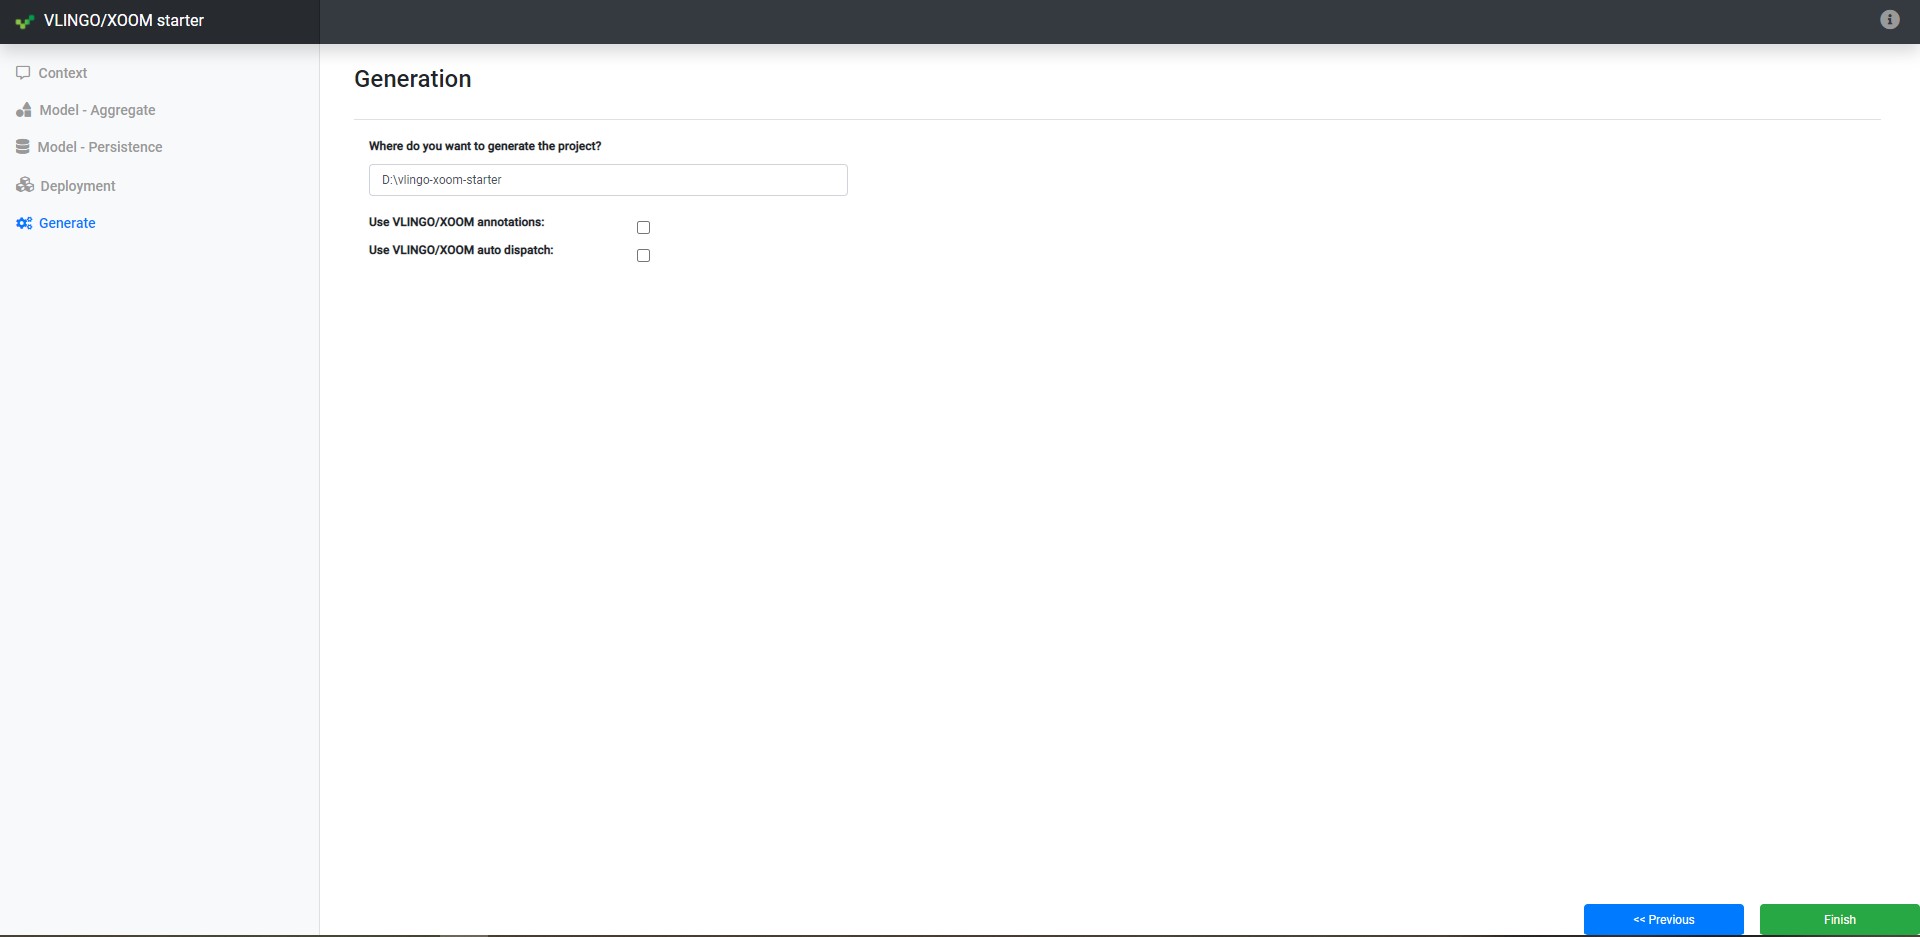 VLINGO/XOOM starter
Context
Model - Aggregate
Model - Persistence
Deployment
Generate
Generation
Where do you want to generate the project?
D:\vlingo-xoom-starter
Use VLINGO/XOOM annotations:
Use VLINGO/XOOM auto dispatch:
<< Previous
Finish